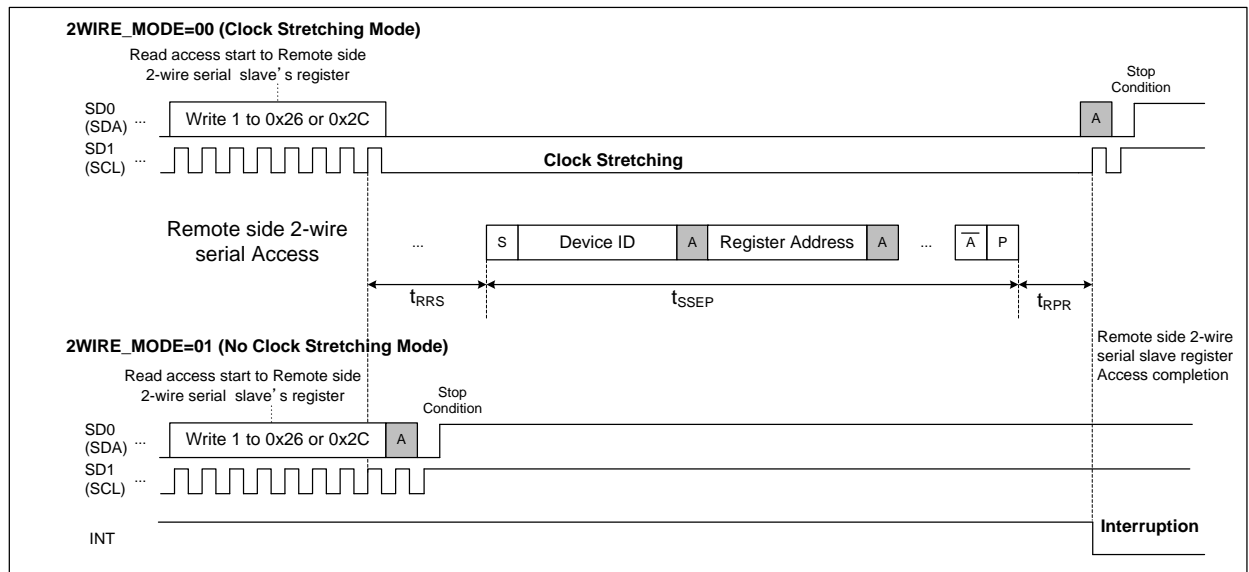 2WIRE_MODE=00 (Clock Stretching Mode)
Read access start to Remote side
2-wire serial slave's register
Stop
Condition
SD0
(SDA) ...
Write 1 to 0x26 or 0x2C
A
SD1
(SCL) ...
Clock Stretching
Remote side 2-wire
serial Access
...
S
Device ID
A
Register Address
A
...
A̅
P
tRRS
tSSEP
tRPR
2WIRE_MODE=01 (No Clock Stretching Mode)
Remote side 2-wire
serial slave register
Access completion
Read access start to Remote side
2-wire serial slave's register
Stop
Condition
SD0
(SDA) ...
Write 1 to 0x26 or 0x2C
A
SD1
(SCL) ...
INT
Interruption